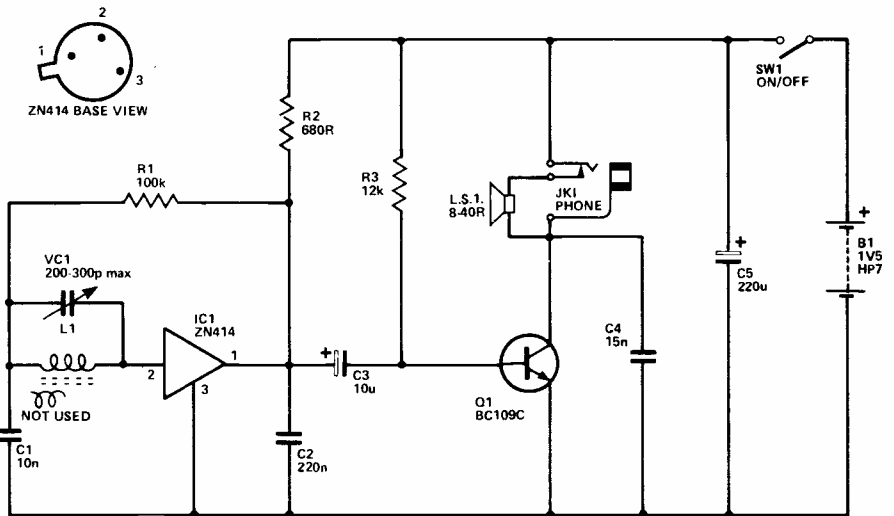 1
2
3
ZN414 BASE VIEW
R1
100k
R2
680R
R3
12k
L.S.1.
8-40R
JKI
PHONE
SW1
ON/OFF
+
B1
1V5
HP7
VC1
200-300p max
L1
IC1
ZN414
2
1
3
NOT USED
C1
10n
C2
220n
+
C3
10u
Q1
BC109C
C4
15n
+
C5
220u